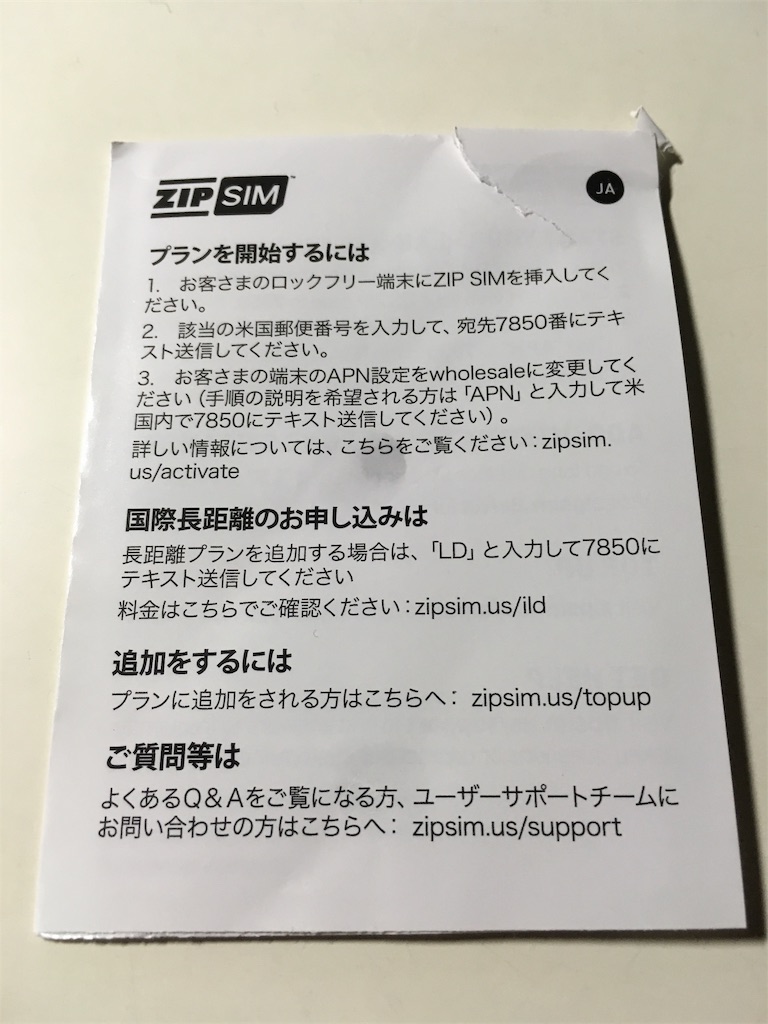 ZIP SIM™
JA
プランを開始するには
1. お客さまのロックフリー端末にZIP SIMを挿入してく
ださい。
2. 該当の米国郵便番号を入力して、宛先7850番にテキ
スト送信してください。
3. お客さまの端末のAPN設定をwholesaleに変更してく
ださい（手順の説明を希望される方は「APN」と入力して米
国内で7850にテキスト送信してください）。
詳しい情報については、こちらをご覧ください：zipsim.
us/activate
国際長距離のお申し込みは
長距離プランを追加する場合は、「LD」と入力して7850に
テキスト送信してください
料金はこちらでご確認ください：zipsim.us/ild
追加をするには
プランに追加をされる方はこちらへ： zipsim.us/topup
ご質問等は
よくあるQ＆Aをご覧になる方、ユーザーサポートチームに
お問い合わせの方はこちらへ： zipsim.us/support